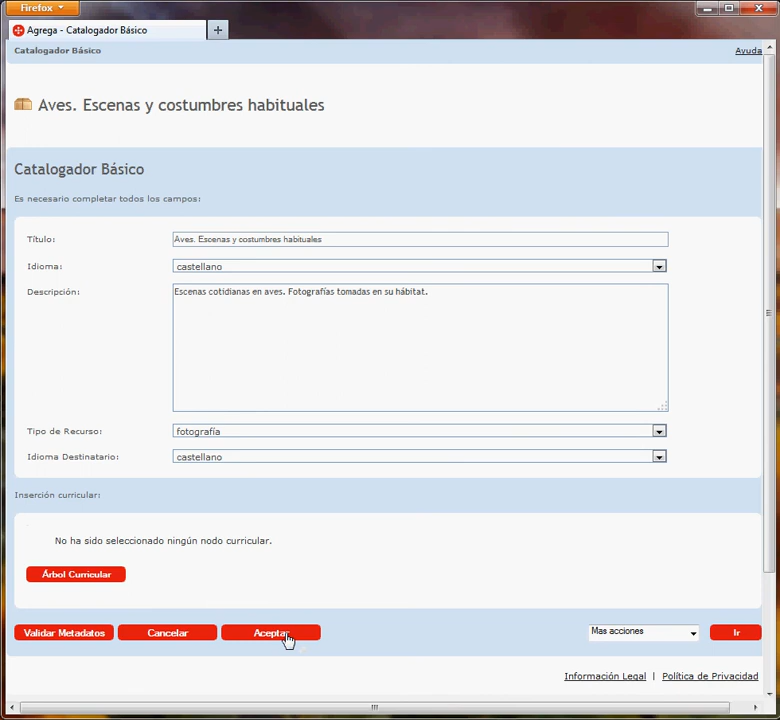 Firefox
Agrega - Catalogador Básico
Catalogador Básico
Ayuda
Aves. Escenas y costumbres habituales
Catalogador Básico
Es necesario completar todos los campos:
Título:
Aves. Escenas y costumbres habituales
Idioma:
castellano
Descripción:
Escenas cotidianas en aves. Fotografías tomadas en su hábitat.
Tipo de Recurso:
fotografía
Idioma Destinatario:
castellano
Inserción curricular:
No ha sido seleccionado ningún nodo curricular.
Árbol Curricular
Validar Metadatos
Cancelar
Aceptar
Mas acciones
Ir
Información Legal | Política de Privacidad